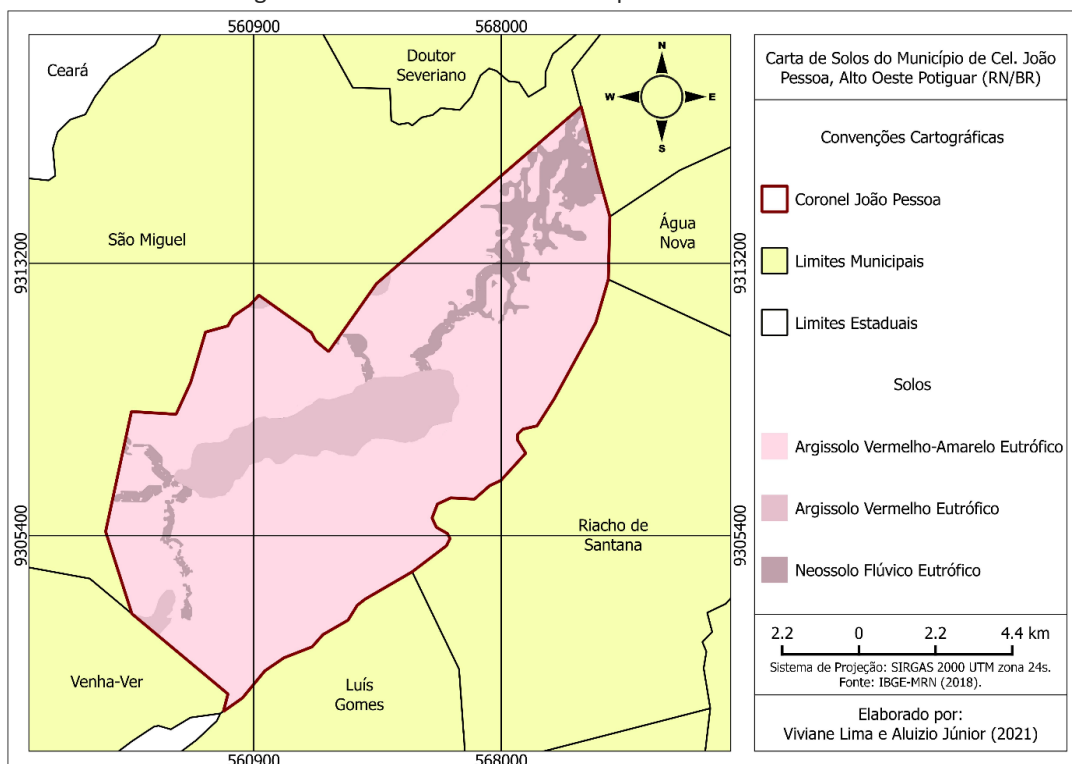 560900
568000
Ceará
Doutor
Severiano
N
W
E
S
São Miguel
Água
Nova
9313200
9313200
9305400
9305400
Riacho de
Santana
Venha-Ver
Luís
Gomes
560900
568000
Carta de Solos do Município de Cel. João
Pessoa, Alto Oeste Potiguar (RN/BR)
Convenções Cartográficas
Coronel João Pessoa
Limites Municipais
Limites Estaduais
Solos
Argissolo Vermelho-Amarelo Eutrófico
Argissolo Vermelho Eutrófico
Neossolo Flúvico Eutrófico
2.2 0 2.2 4.4 km
Sistema de Projeção: SIRGAS 2000 UTM zona 24s.
Fonte: IBGE-MRN (2018).
Elaborado por:
Viviane Lima e Aluizio Júnior (2021)